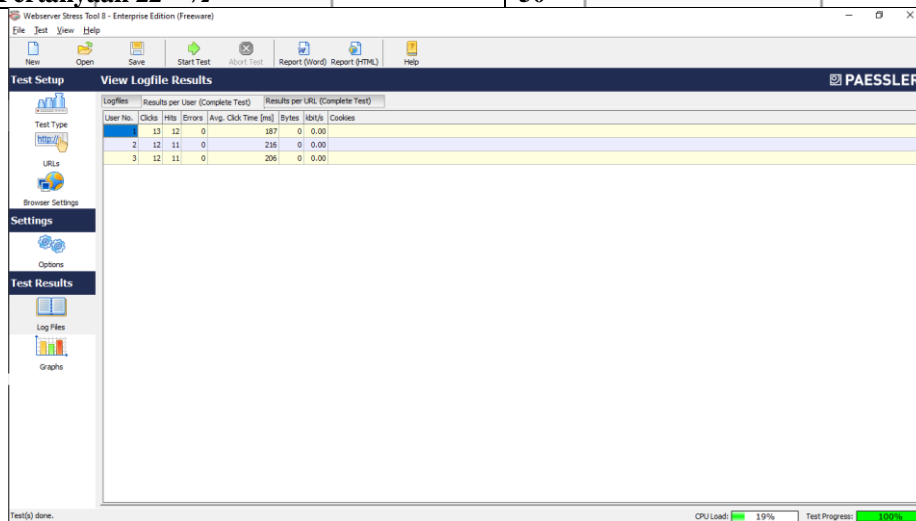 Pertanyaan 22
50
Webserver Stress Tool 8 - Enterprise Edition (Freeware)
File Test View Help
New Open Save Start Test Abort Test Report (Word) Report (HTML) Help
Test Setup View Logfile Results PAESSLER
Logfiles Results per User (Complete Test) Results per URL (Complete Test)
User No. Clicks Hits Errors Avg. Click Time [ms] Bytes kbit/s Cookies
1 13 12 0 187 0 0.00
2 12 11 0 216 0 0.00
3 12 11 0 206 0 0.00
Test Type
http://
URLs
Browser Settings
Settings
Options
Test Results
Log Files
Graphs
Test(s) done. CPU Load: 19% Test Progress: 100%